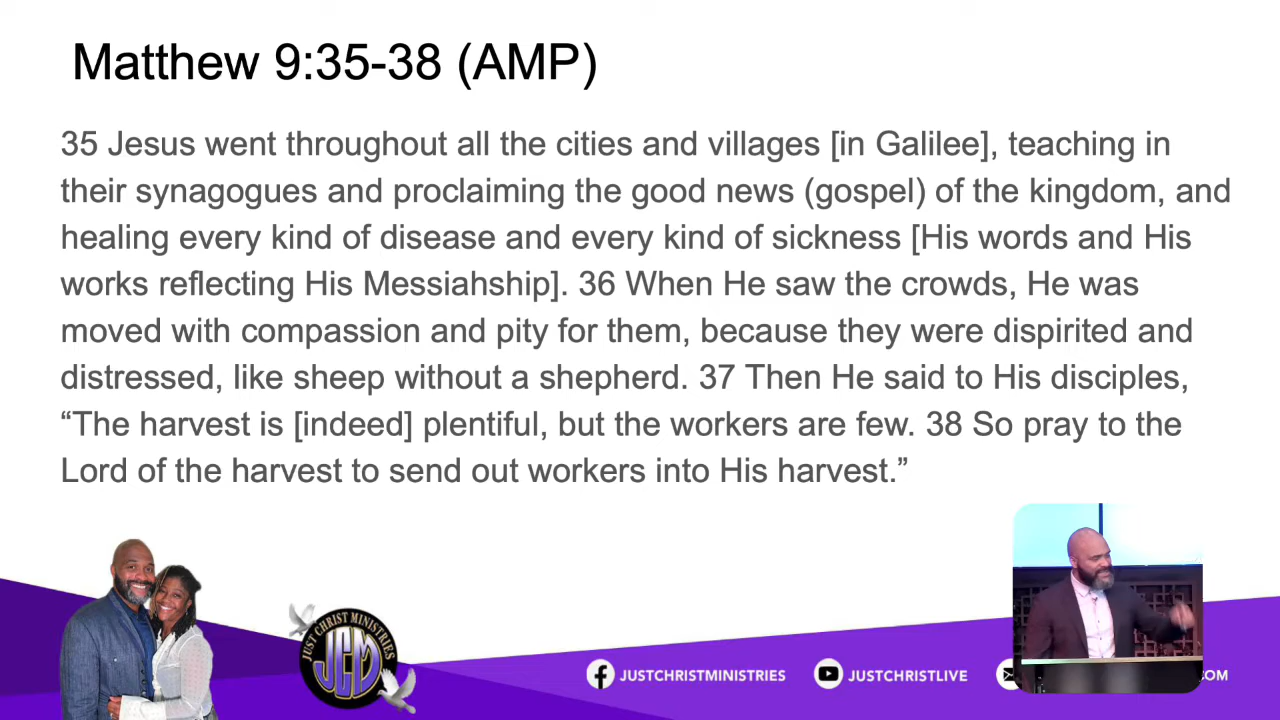 Matthew 9:35-38 (AMP)
35 Jesus went throughout all the cities and villages [in Galilee], teaching in
their synagogues and proclaiming the good news (gospel) of the kingdom, and
healing every kind of disease and every kind of sickness [His words and His
works reflecting His Messiahship]. 36 When He saw the crowds, He was
moved with compassion and pity for them, because they were dispirited and
distressed, like sheep without a shepherd. 37 Then He said to His disciples,
“The harvest is [indeed] plentiful, but the workers are few. 38 So pray to the
Lord of the harvest to send out workers into His harvest.”
JUST CHRIST MINISTRIES
JCM
JUSTCHRISTMINISTRIES
JUSTCHRISTLIVE
COM